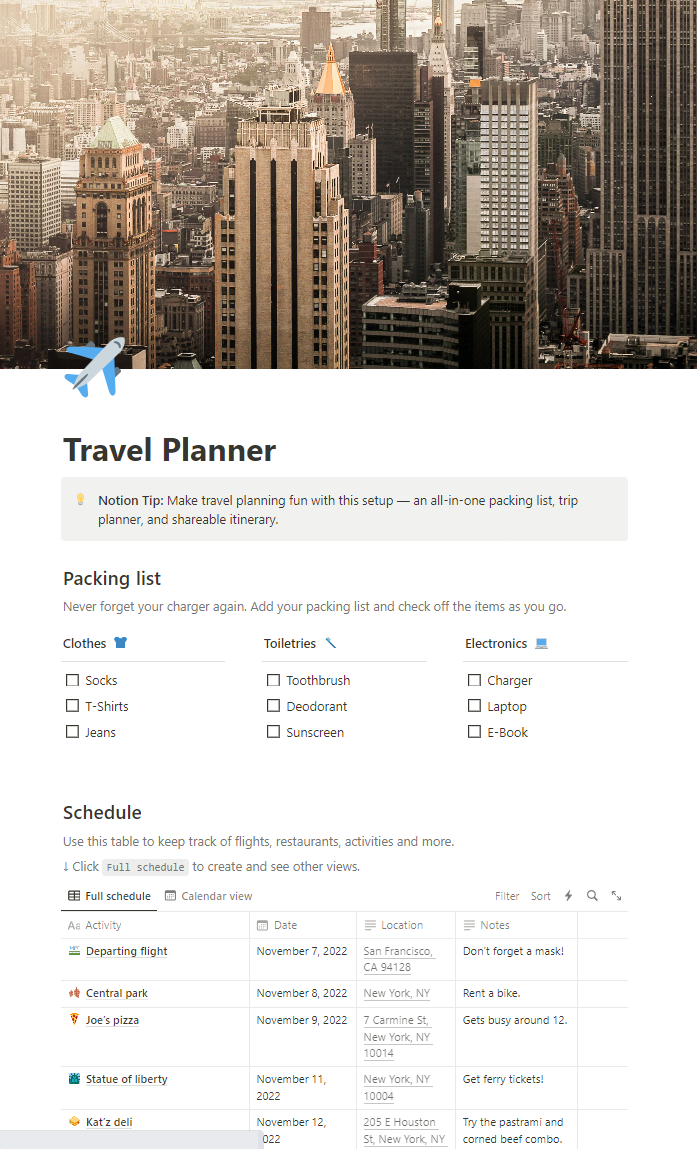 Travel Planner
Notion Tip: Make travel planning fun with this setup — an all-in-one packing list, trip
planner, and shareable itinerary.
Packing list
Never forget your charger again. Add your packing list and check off the items as you go.
Clothes
Socks
T-Shirts
Jeans
Toiletries
Toothbrush
Deodorant
Sunscreen
Electronics
Charger
Laptop
E-Book
Schedule
Use this table to keep track of flights, restaurants, activities and more.
↓ Click Full schedule to create and see other views.
Full schedule Calendar view Filter Sort
Aa Activity Date Location Notes
Departing flight November 7, 2022 San Francisco, Don't forget a mask!
CA 94128
Central park November 8, 2022 New York, NY Rent a bike.
Joe's pizza November 9, 2022 7 Carmine St, Gets busy around 12.
New York, NY
10014
Statue of liberty November 11, New York, NY Get ferry tickets!
2022 10004
Kat'z deli November 12, 205 E Houston Try the pastrami and
2022 St, New York, NY corned beef combo.